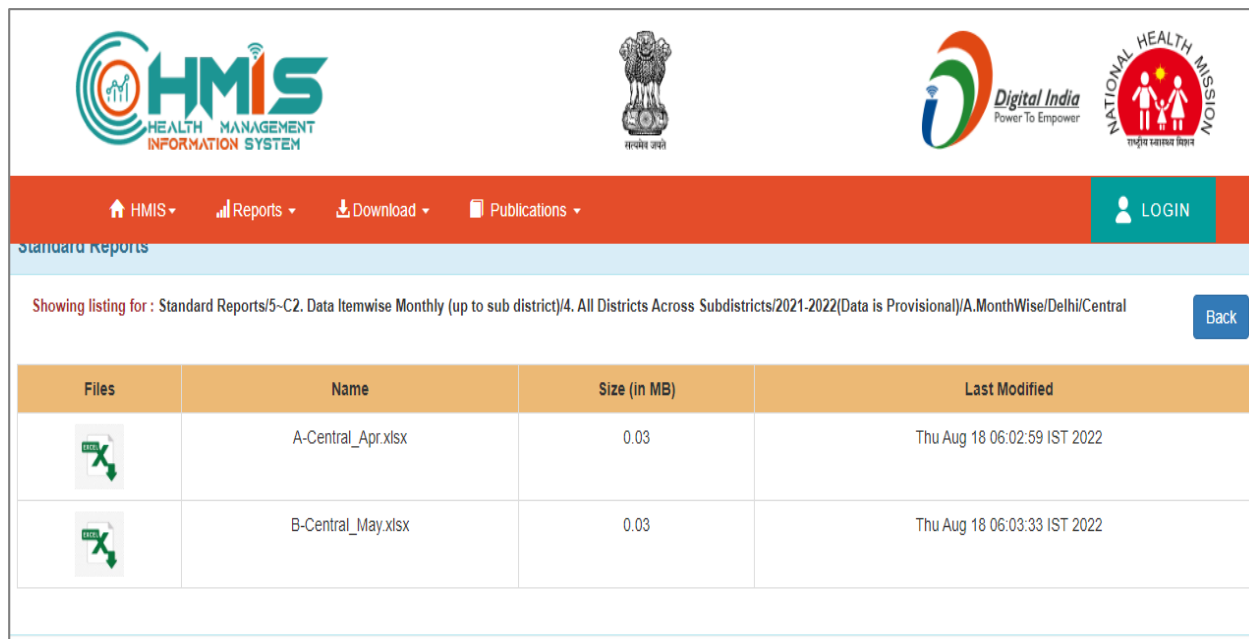 HMIS
HEALTH MANAGEMENT
INFORMATION SYSTEM
सत्यमेव जयते
Digital India
Power To Empower
NATIONAL HEALTH MISSION
राष्ट्रीय स्वास्थ्य मिशन
HMIS
Reports
Download
Publications
LOGIN
Standard Reports
Showing listing for : Standard Reports/5~C2. Data Itemwise Monthly (up to sub district)/4. All Districts Across Subdistricts/2021-2022(Data is Provisional)/A.MonthWise/Delhi/Central
Back
Files Name Size (in MB) Last Modified
EXCEL X A-Central_Apr.xlsx 0.03 Thu Aug 18 06:02:59 IST 2022
EXCEL X B-Central_May.xlsx 0.03 Thu Aug 18 06:03:33 IST 2022